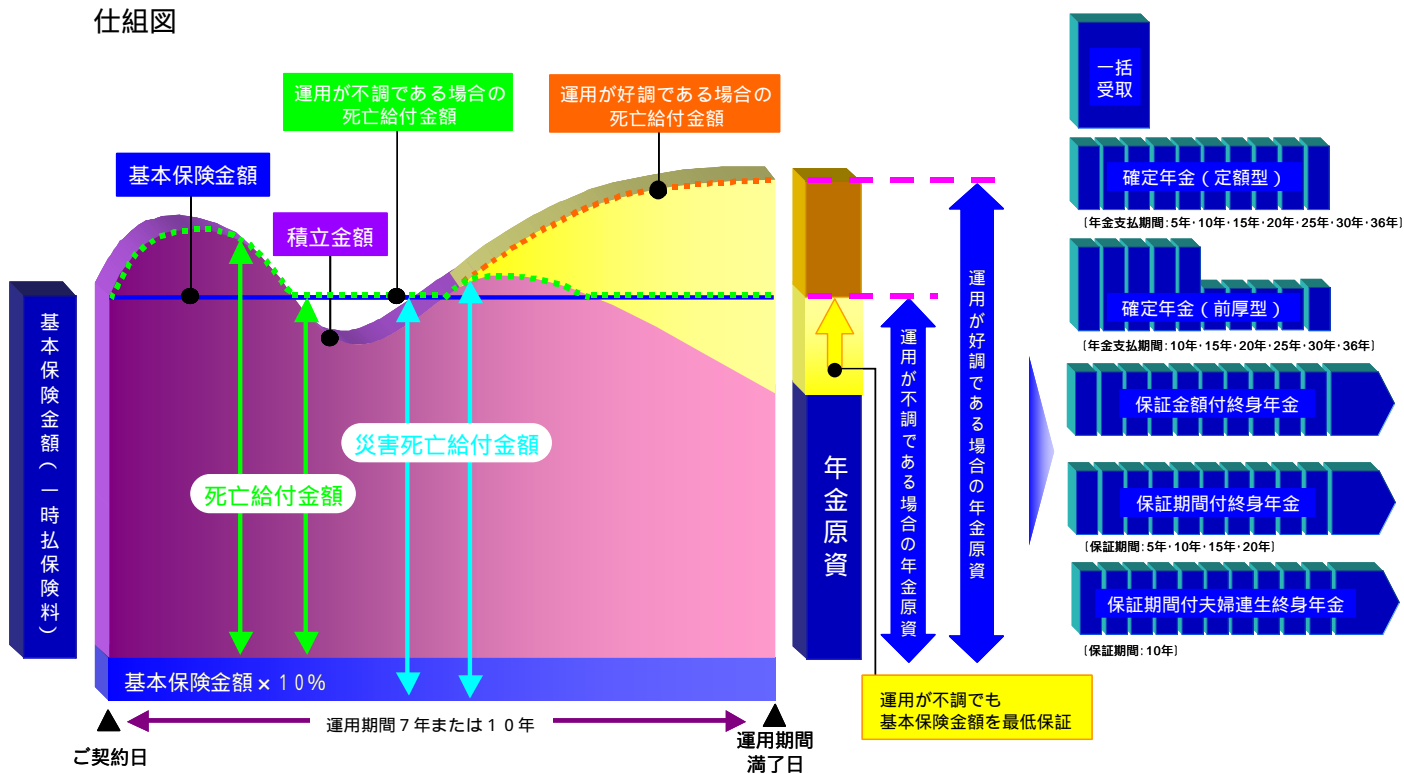 仕組図
運用が不調である場合の
死亡給付金額
運用が好調である場合の
死亡給付金額
基本保険金額
積立金額
基本保険金額(一時払保険料)
死亡給付金額
災害死亡給付金額
基本保険金額×10%
運用期間7年または10年
ご契約日
運用期間
満了日
年金原資
運用が不調である場合の年金原資
運用が好調である場合の年金原資
運用が不調でも
基本保険金額を最低保証
一括
受取
確定年金(定額型)
[年金支払期間:5年・10年・15年・20年・25年・30年・36年]
確定年金(前厚型)
[年金支払期間:10年・15年・20年・25年・30年・36年]
保証金額付終身年金
保証期間付終身年金
[保証期間:5年・10年・15年・20年]
保証期間付夫婦連生終身年金
[保証期間:10年]